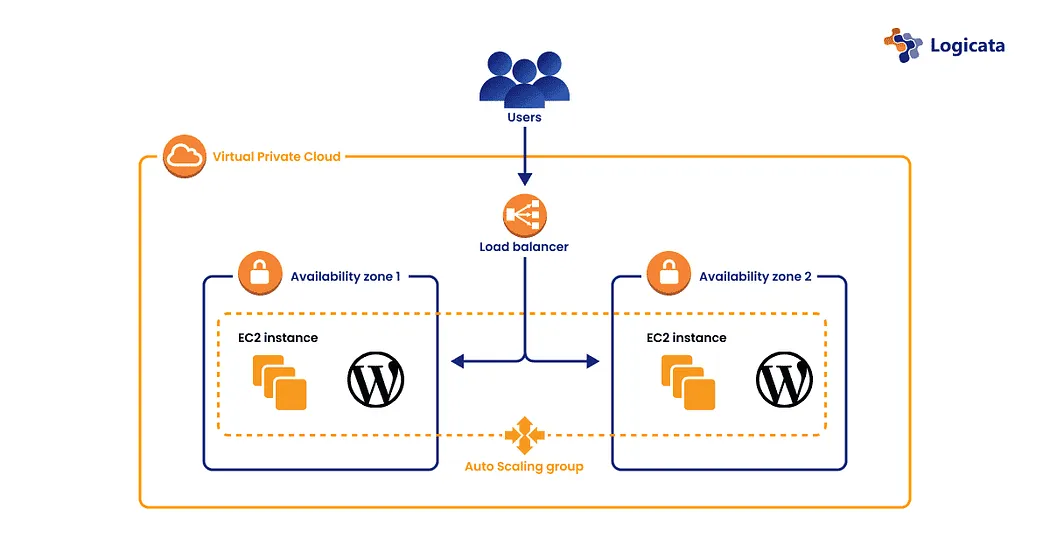 Logicata
Users
Virtual Private Cloud
Load balancer
Availability zone 1
Availability zone 2
EC2 instance
EC2 instance
Auto Scaling group